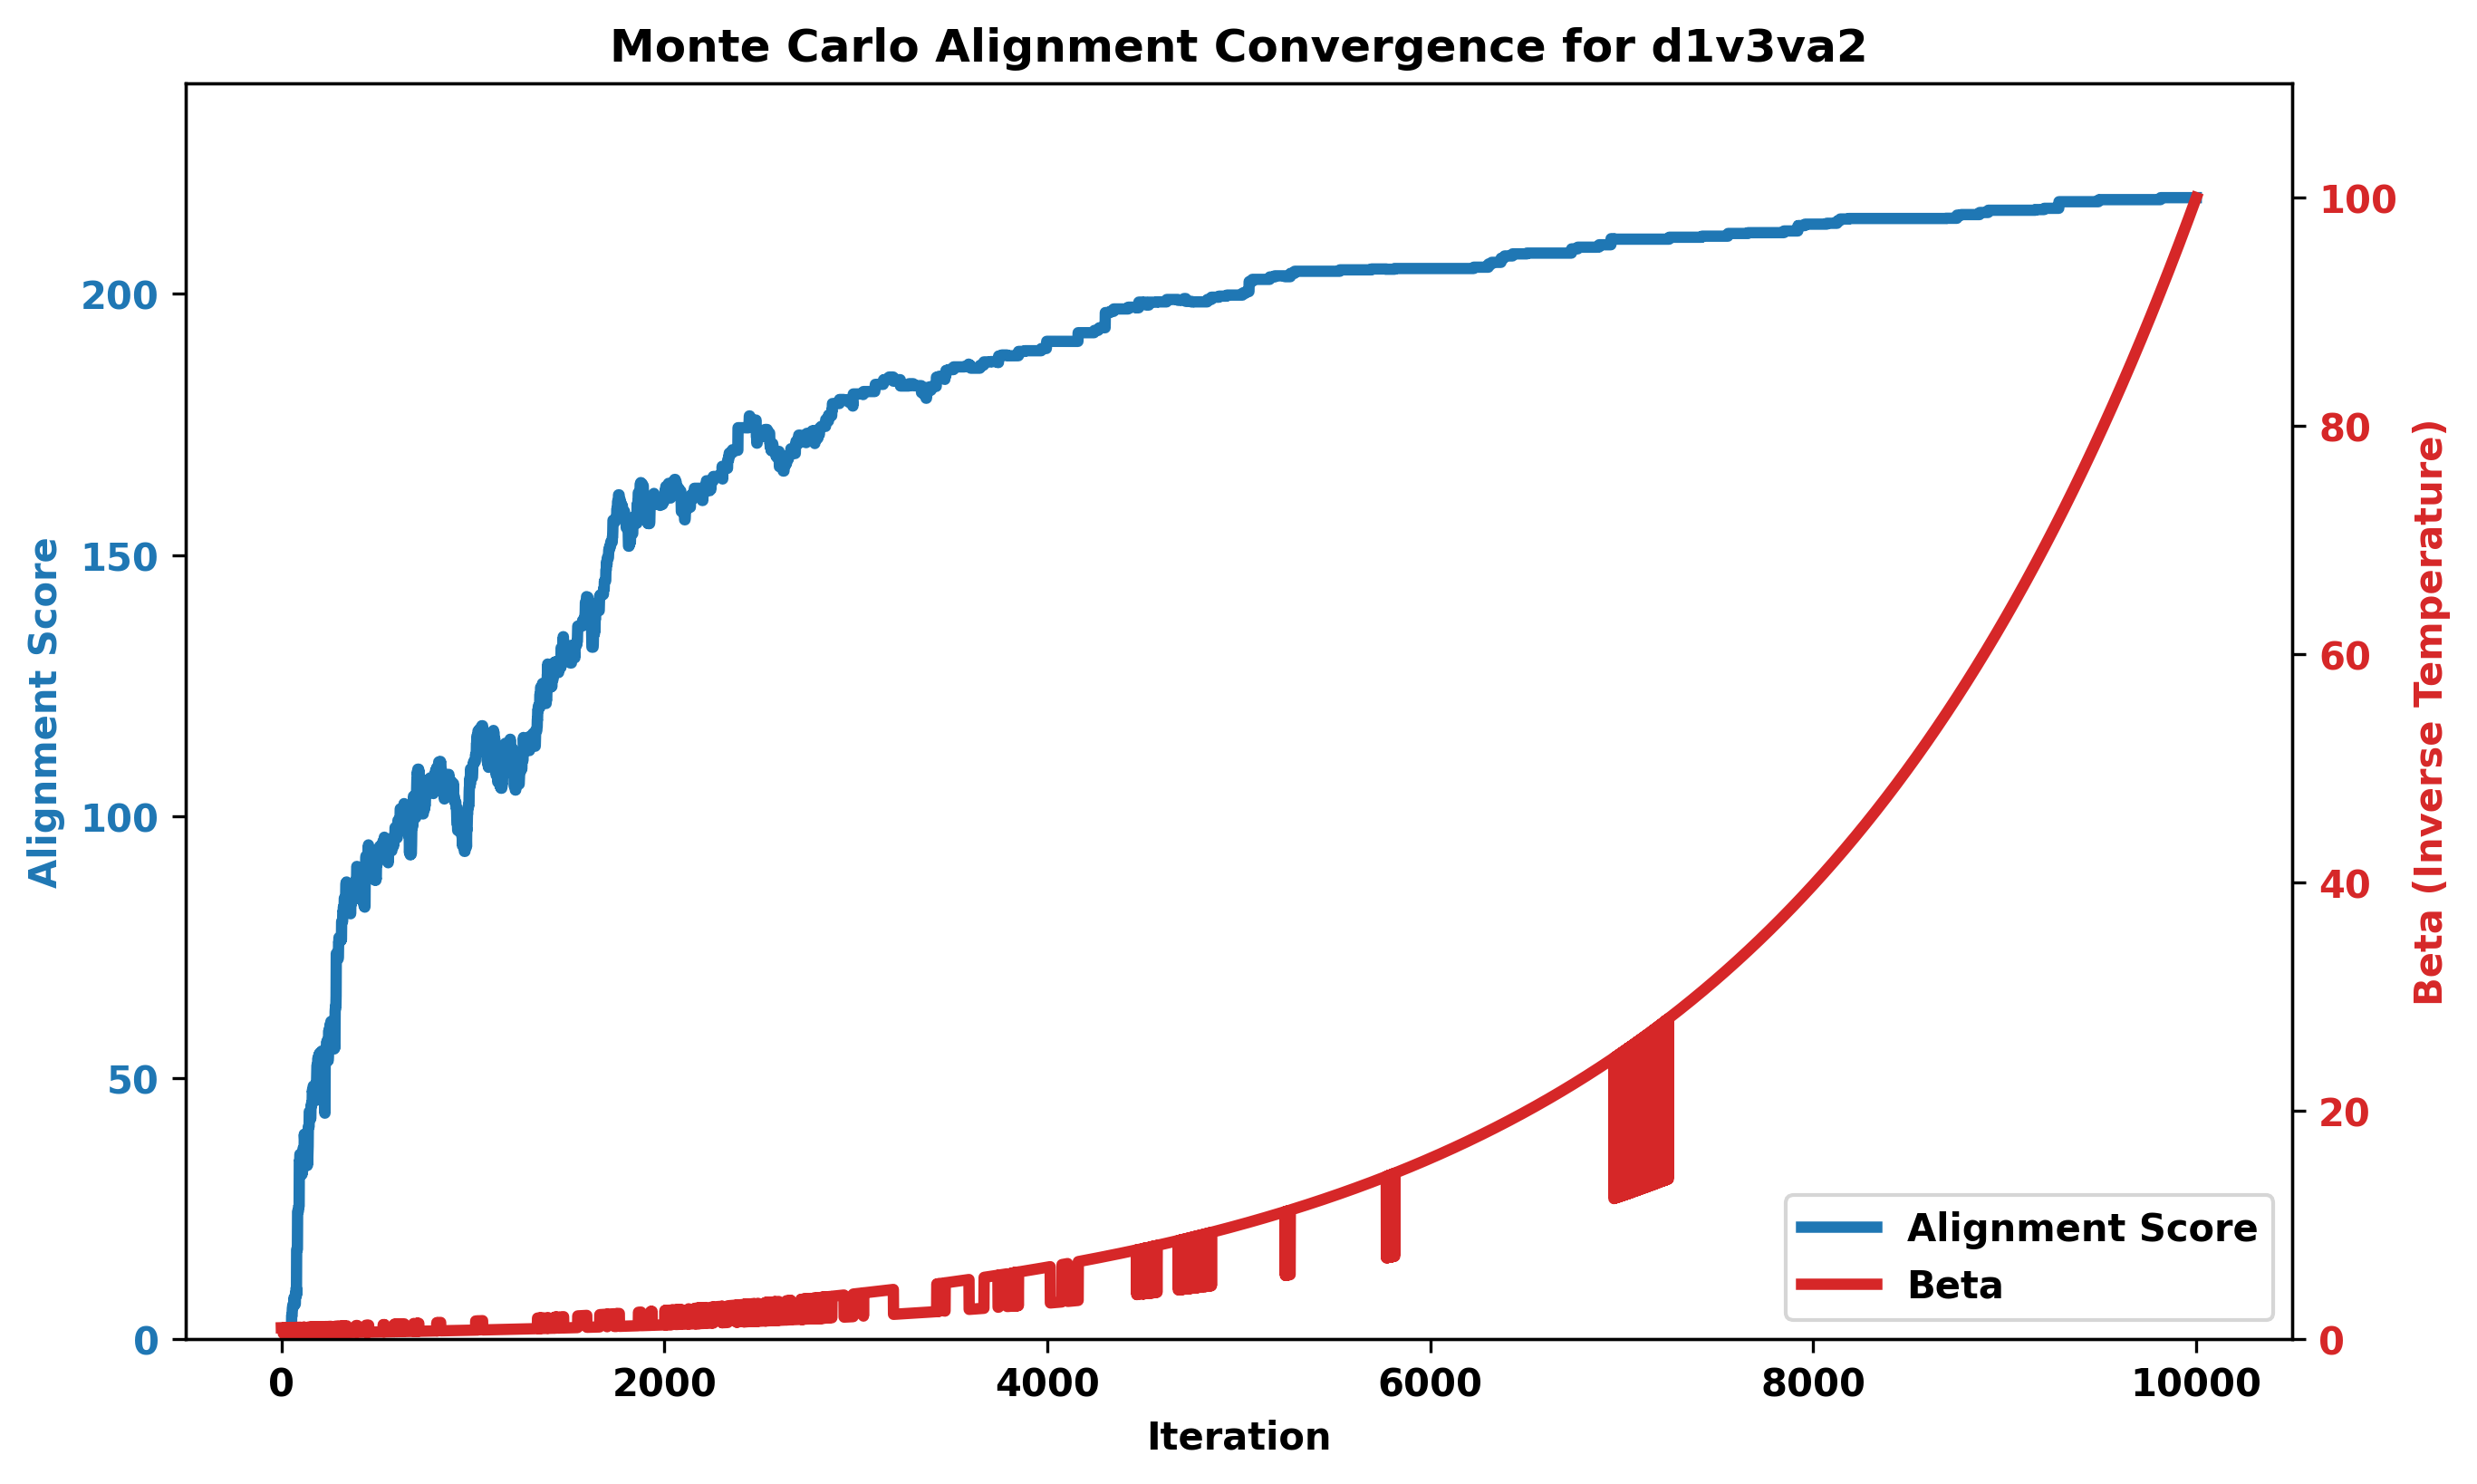 Monte Carlo Alignment Convergence for d1v3va2
Alignment Score
200
150
100
50
0
100
80
60
40
20
0
Beta (Inverse Temperature)
Alignment Score
Beta
0 2000 4000 6000 8000 10000
Iteration